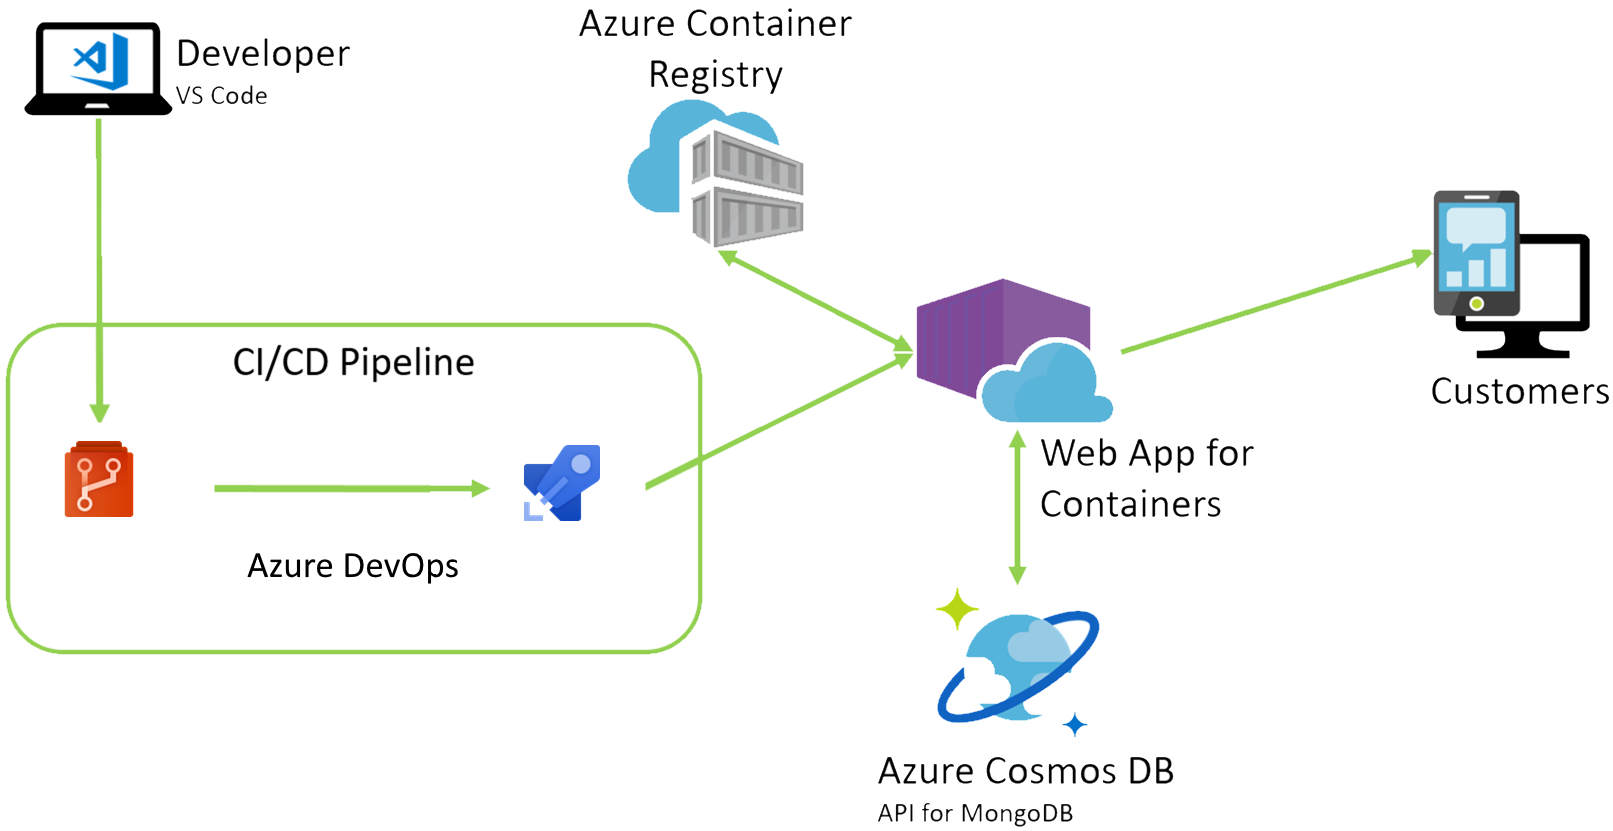 Developer
VS Code
Azure Container
Registry
CI/CD Pipeline
Azure DevOps
Web App for
Containers
Customers
Azure Cosmos DB
API for MongoDB